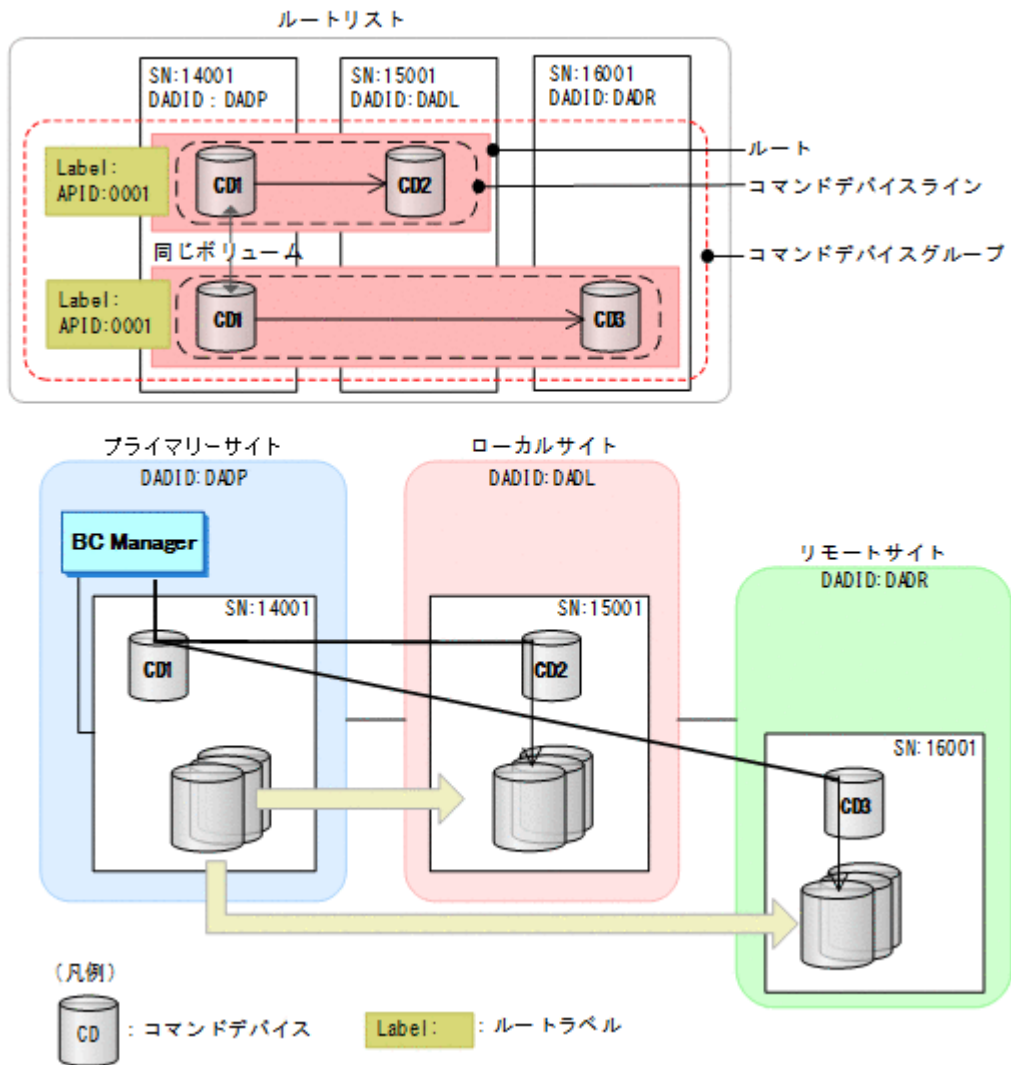 ルートリスト
SN:14001
DADID:DADP
SN:15001
DADID:DADL
SN:16001
DADID:DADR
ルート
Label:
APID:0001
CD1
CD2
コマンドデバイスライン
同じボリューム
コマンドデバイスグループ
Label:
APID:0001
CD1
CD3
プライマリーサイト
DADID:DADP
ローカルサイト
DADID:DADL
リモートサイト
DADID:DADR
BC Manager
SN:14001
SN:15001
CD1
CD2
SN:16001
CD3
(凡例)
CD
:コマンドデバイス
Label:
:ルートラベル